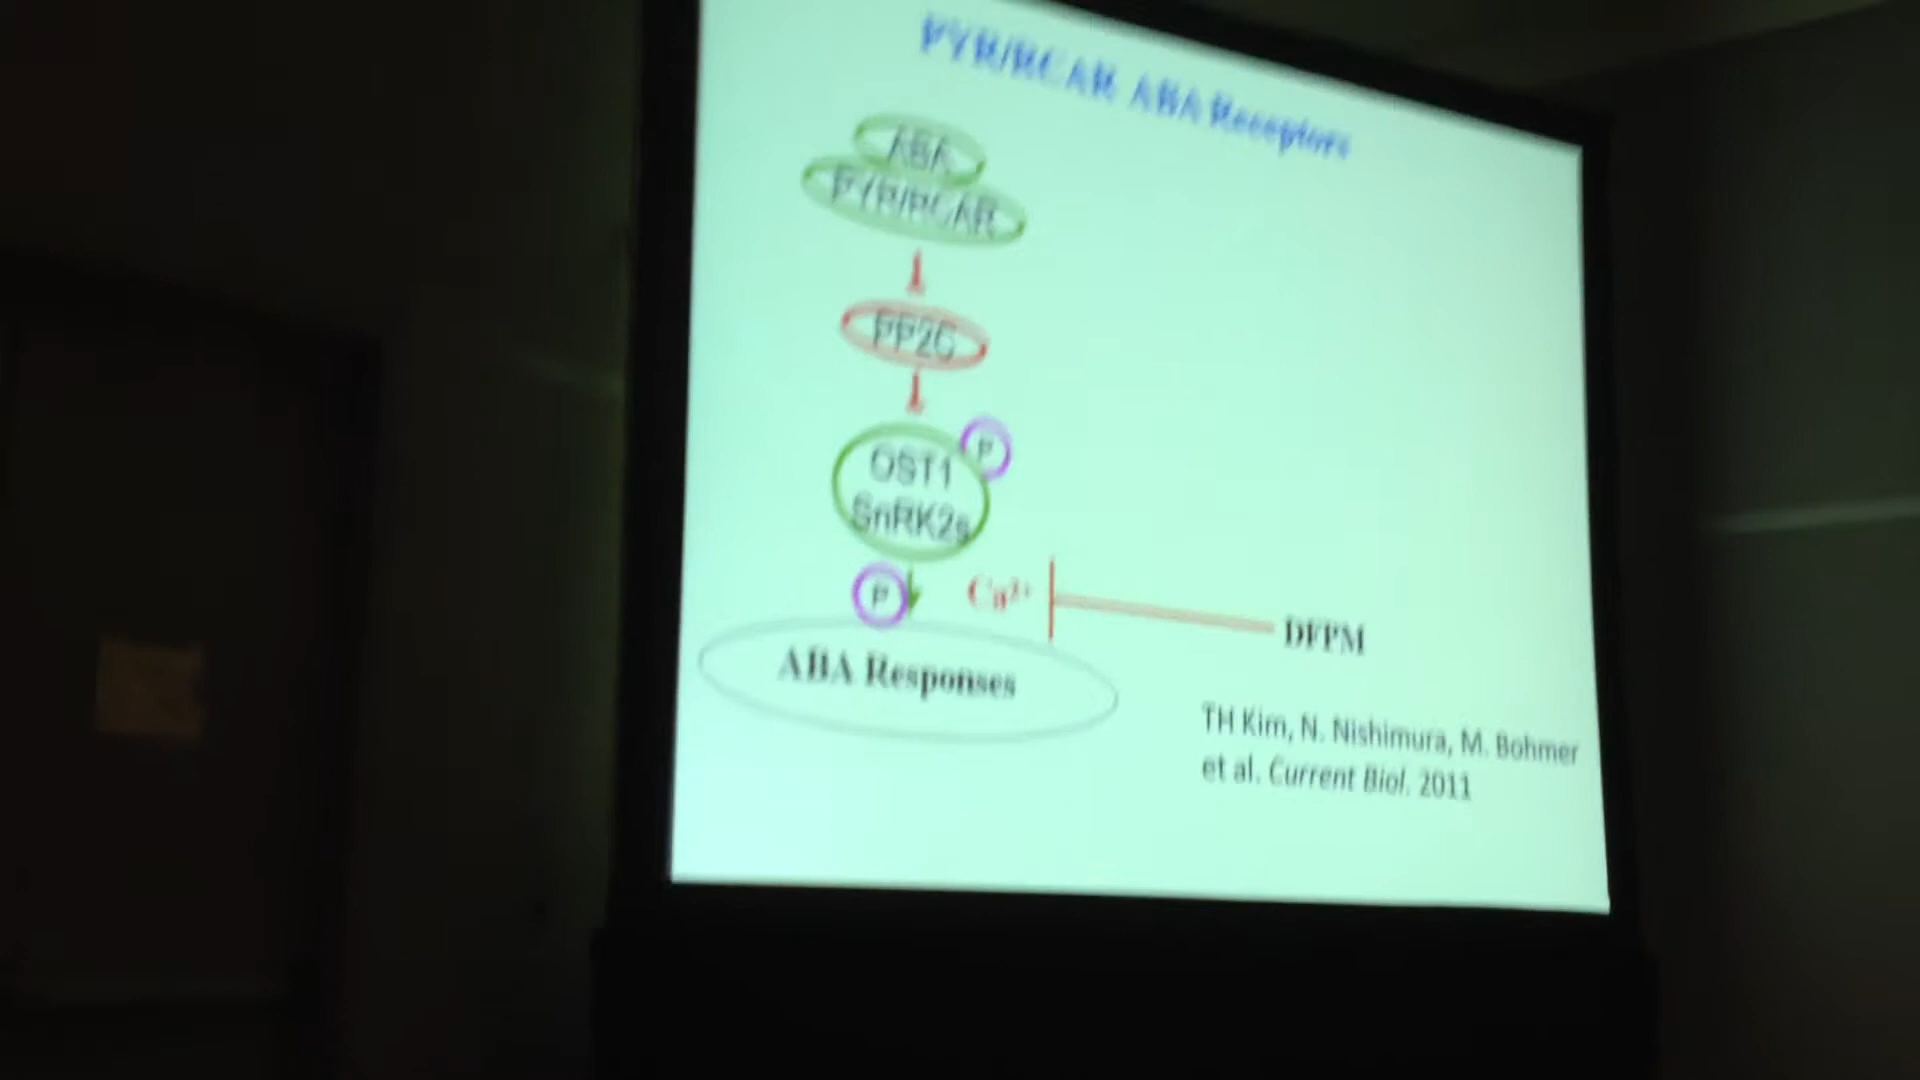 PYR/RCAR ABA Receptors
ABA
PYR/RCAR
PP2C
P
OST1
SnRK2s
P
Ca²⁺
DFPM
ABA Responses
TH Kim, N. Nishimura, M. Bohmer
et al. Current Biol. 2011